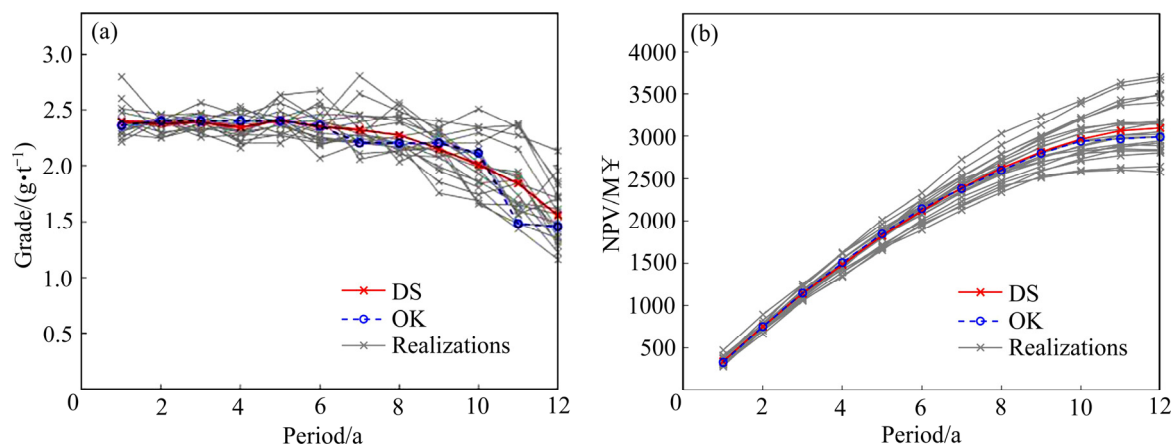 (a)
3.0
2.5
2.0
1.5
1.0
0.5
Grade/(g•t⁻¹)
DS
OK
Realizations
0 2 4 6 8 10 12
Period/a
(b)
4000
3500
3000
2500
2000
1500
1000
500
NPV/M¥
DS
OK
Realizations
0 2 4 6 8 10 12
Period/a